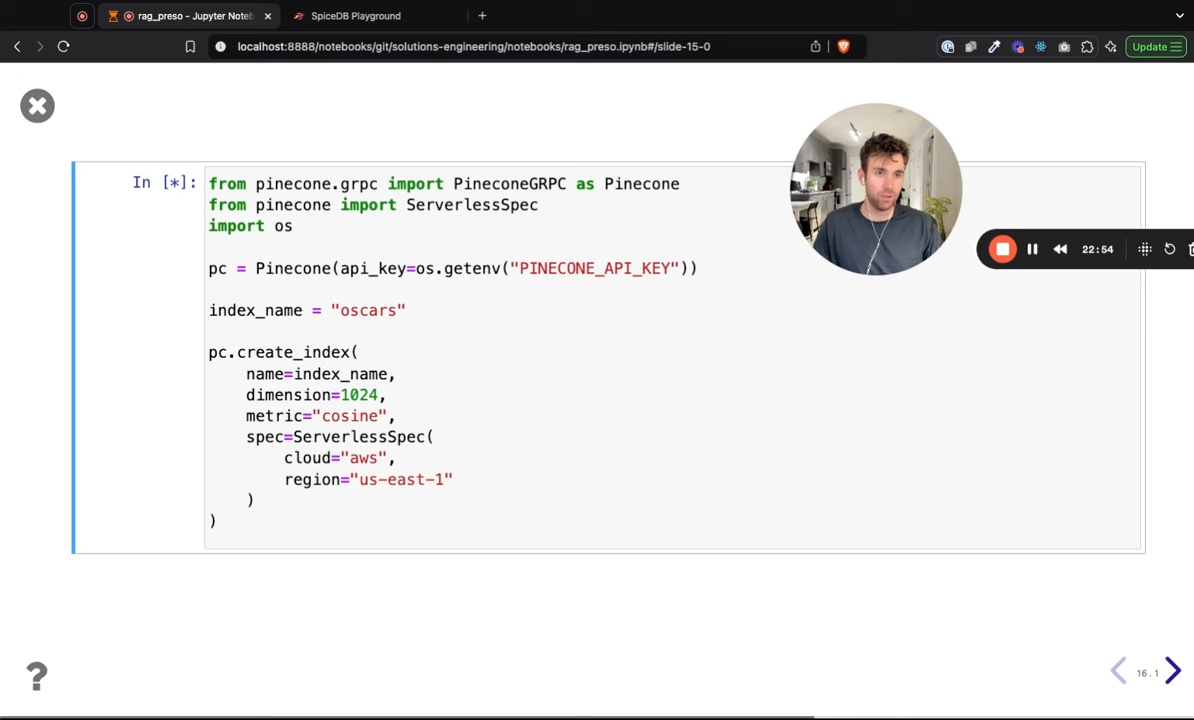 rag_preso - Jupyter Noteb
SpiceDB Playground
localhost:8888/notebooks/git/solutions-engineering/notebooks/rag_preso.ipynb#/slide-15-0
Update
In [*]:
from pinecone.grpc import PineconeGRPC as Pinecone
from pinecone import ServerlessSpec
import os
pc = Pinecone(api_key=os.getenv("PINECONE_API_KEY"))
22:54
index_name = "oscars"
pc.create_index(
name=index_name,
dimension=1024,
metric="cosine",
spec=ServerlessSpec(
cloud="aws",
region="us-east-1"
)
)
?
16.1